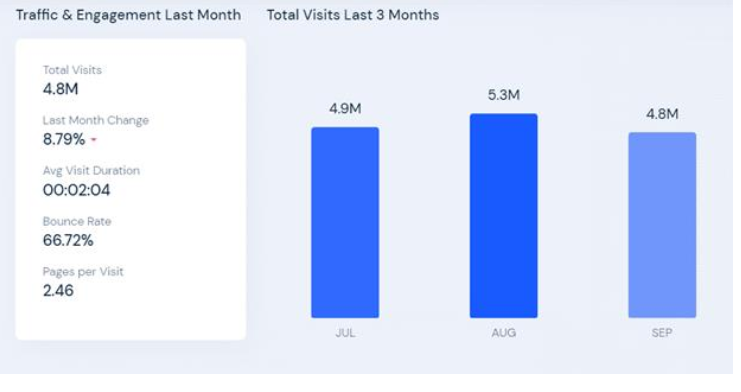 Traffic & Engagement Last Month
Total Visits
4.8M
Last Month Change
8.79%
Avg Visit Duration
00:02:04
Bounce Rate
66.72%
Pages per Visit
2.46
Total Visits Last 3 Months
4.9M
5.3M
4.8M
JUL
AUG
SEP